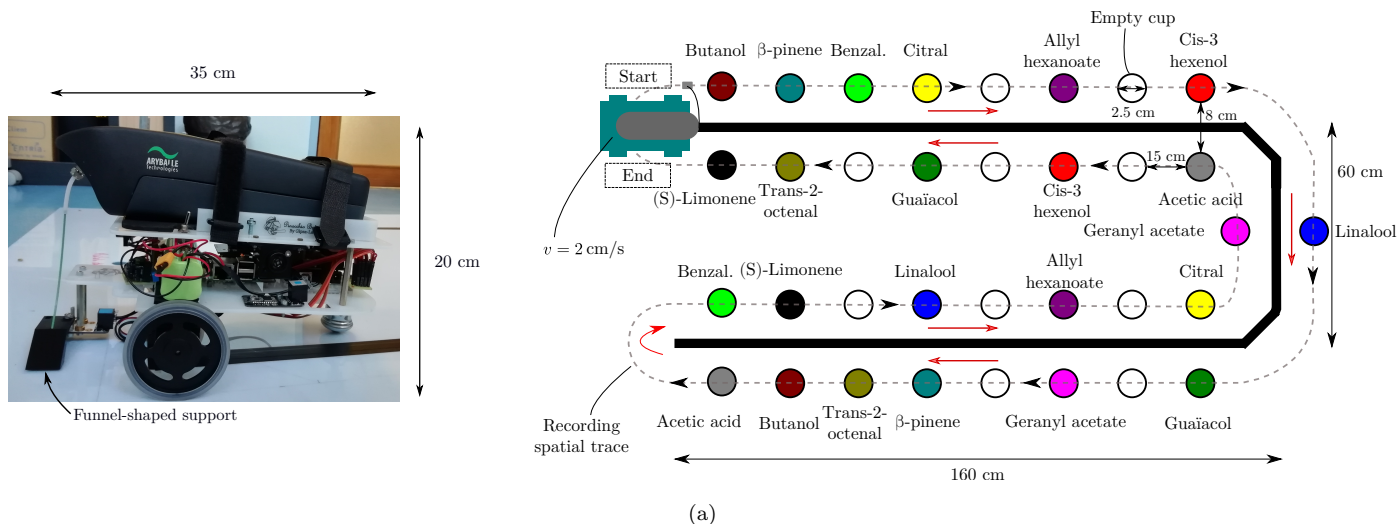 35 cm
ARYBALLE
Technologies
20 cm
Funnel-shaped support
Empty cup
Butanol
β-pinene
Benzal.
Citral
Allyl
hexanoate
Cis-3
hexenol
Start
2.5 cm
8 cm
15 cm
60 cm
End
(S)-Limonene
Trans-2-
octenal
Guaïacol
Cis-3
hexenol
Acetic acid
v = 2 cm/s
Geranyl acetate
Linalool
Benzal.
(S)-Limonene
Linalool
Allyl
hexanoate
Citral
Recording
spatial trace
Acetic acid
Butanol
Trans-2-
octenal
β-pinene
Geranyl acetate
Guaïacol
160 cm
(a)